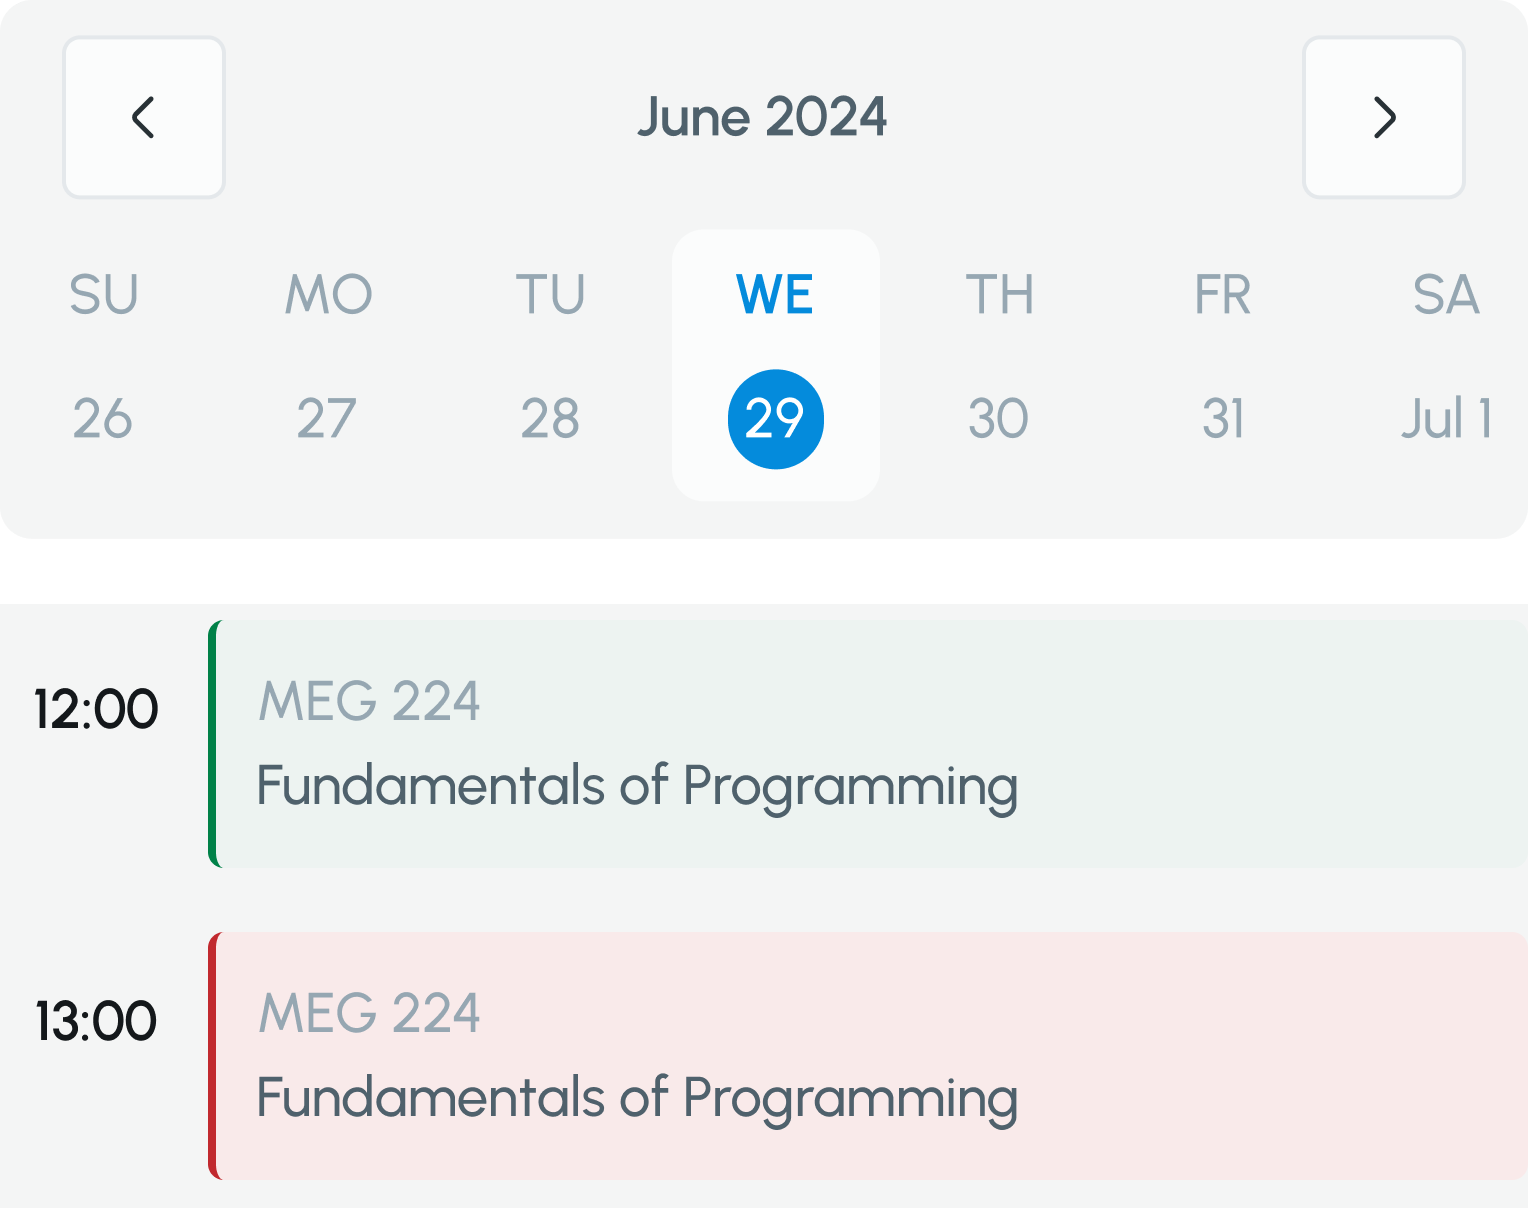 June 2024
SU MO TU WE TH FR SA
26 27 28 29 30 31 Jul 1
12:00
MEG 224
Fundamentals of Programming
13:00
MEG 224
Fundamentals of Programming